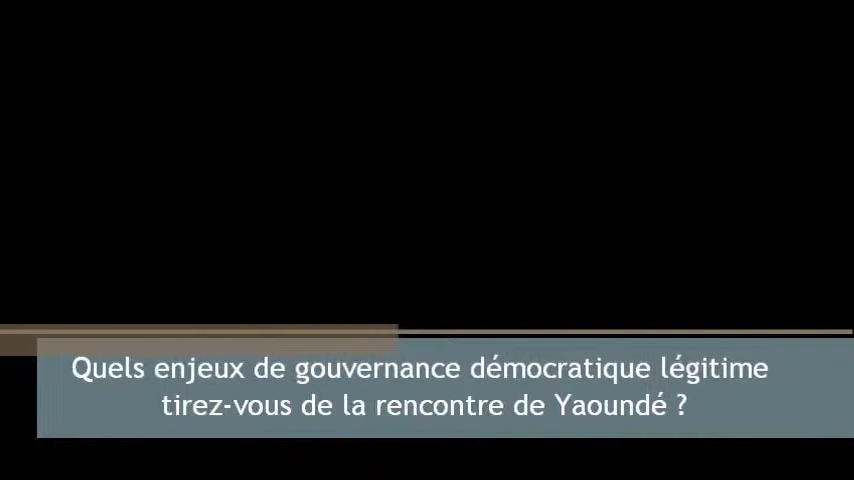 Quels enjeux de gouvernance démocratique légitime
tirez-vous de la rencontre de Yaoundé ?